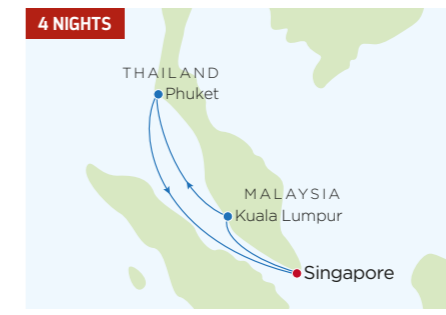 4 NIGHTS
THAILAND
Phuket
MALAYSIA
Kuala Lumpur
Singapore